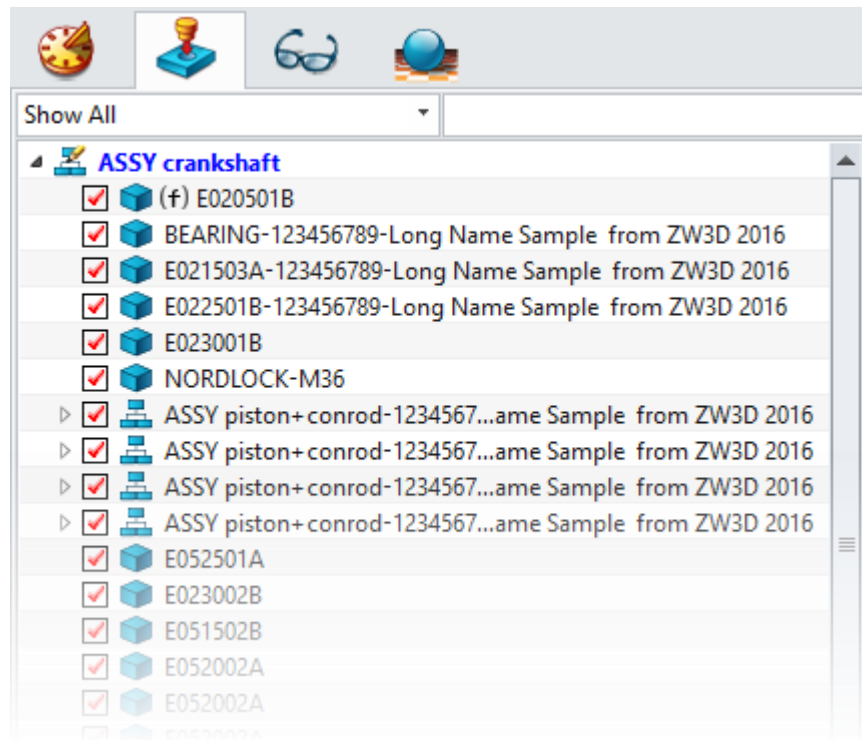 Show All
ASSY crankshaft
(f) E020501B
BEARING-123456789-Long Name Sample from ZW3D 2016
E021503A-123456789-Long Name Sample from ZW3D 2016
E022501B-123456789-Long Name Sample from ZW3D 2016
E023001B
NORDLOCK-M36
ASSY piston+conrod-1234567...ame Sample from ZW3D 2016
ASSY piston+conrod-1234567...ame Sample from ZW3D 2016
ASSY piston+conrod-1234567...ame Sample from ZW3D 2016
ASSY piston+conrod-1234567...ame Sample from ZW3D 2016
E052501A
E023002B
E051502B
E052002A
E052002A